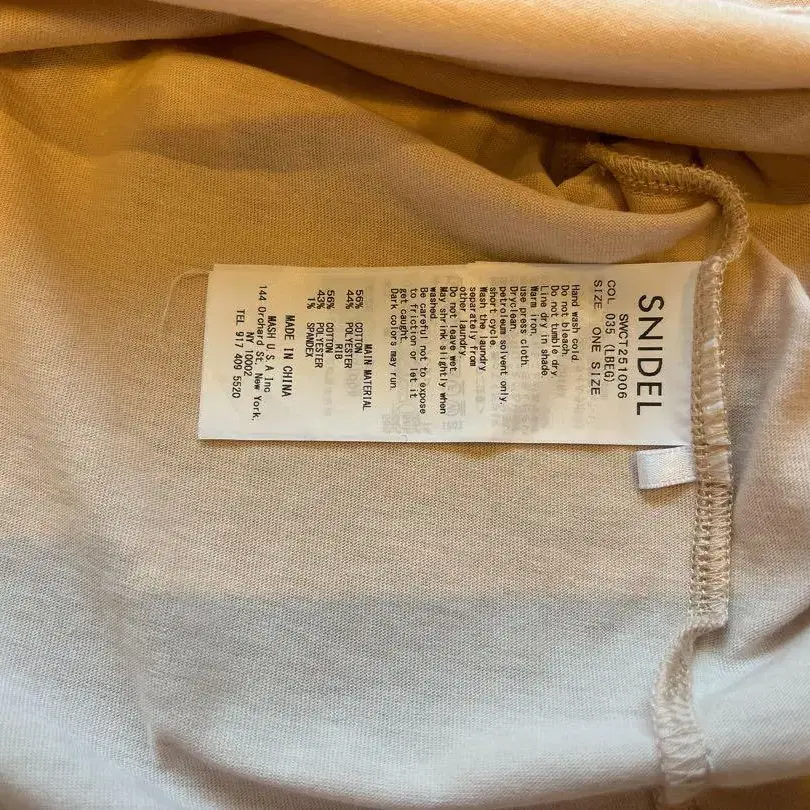 SNIDEL
SWCT251006
COL 035 (LBEG)
SIZE ONE SIZE
Hand wash cold.
Do not bleach.
Do not tumble dry
Line dry in shade.
Warm iron.
use press cloth.
Dryclean.
petroleum solvent only.
short cycle.
Wash the laundry
separately from
other laundry.
Do not leave wet.
May shrink slightly when
washed.
Be careful not to expose
to friction or let it
get caught.
Dark colors may run.
MAIN MATERIAL
56% COTTON
44% POLYESTER
RIB
56% COTTON
43% POLYESTER
1% SPANDEX
MADE IN CHINA
MASH U.S.A Inc
144 Orchard St, New York.
NY 10002
TEL 917 409 5520